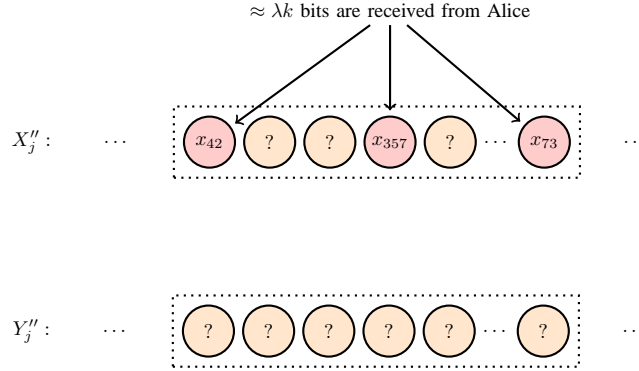 ≈ λk bits are received from Alice
X″_j : ··· x_42 ? ? x_357 ? ··· x_73 ··
Y″_j : ··· ? ? ? ? ? ··· ? ··